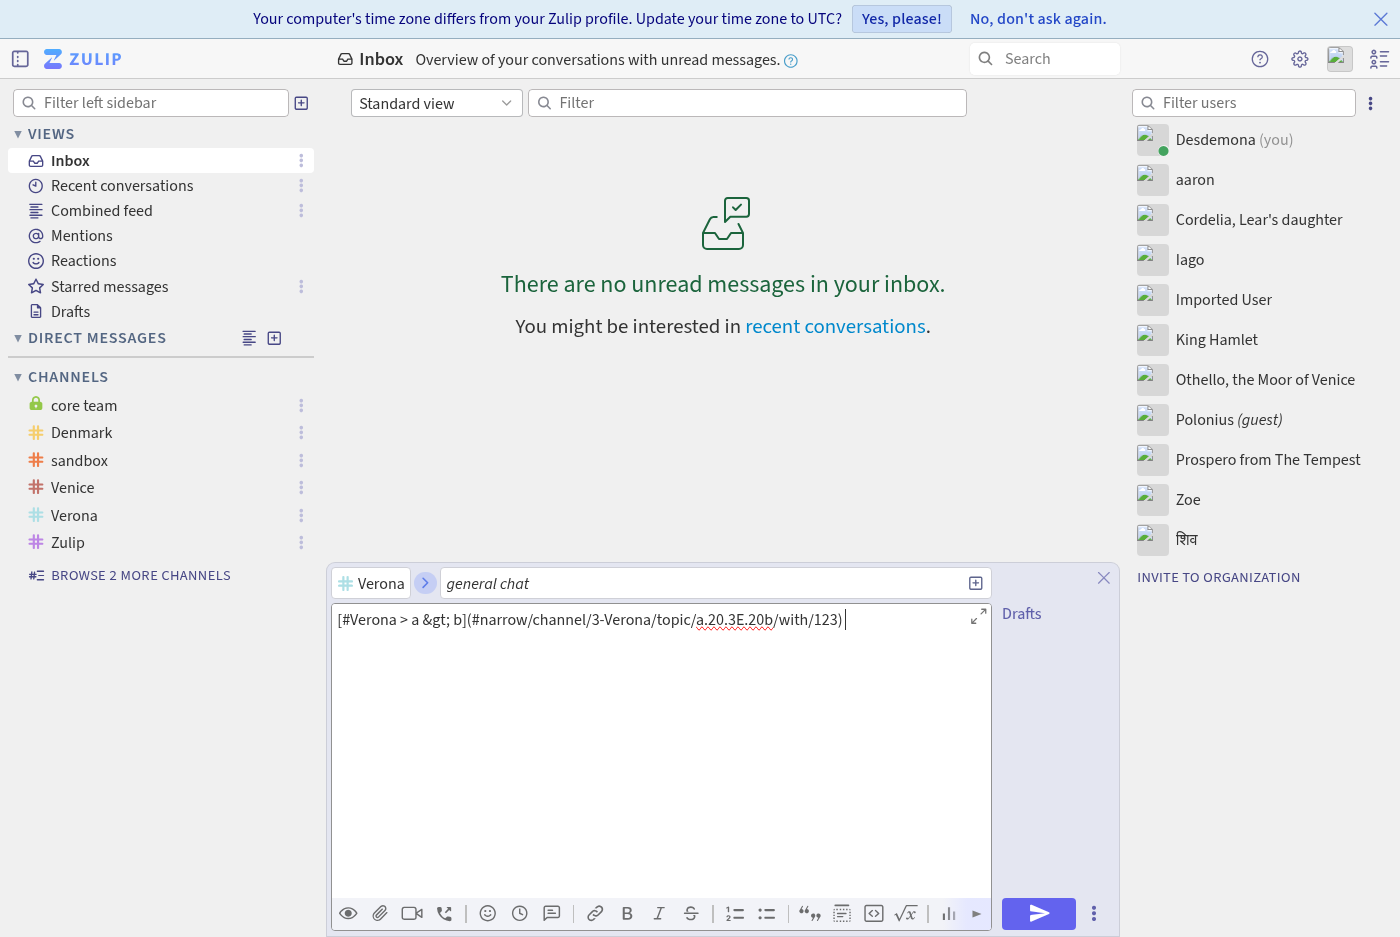 Your computer's time zone differs from your Zulip profile. Update your time zone to UTC? Yes, please! No, don't ask again.
ZULIP Inbox Overview of your conversations with unread messages. Search
Filter left sidebar
Standard view Filter
Filter users
VIEWS
Inbox
Recent conversations
Combined feed
Mentions
Reactions
Starred messages
Drafts
DIRECT MESSAGES
CHANNELS
core team
Denmark
sandbox
Venice
Verona
Zulip
BROWSE 2 MORE CHANNELS
There are no unread messages in your inbox.
You might be interested in recent conversations.
Verona general chat
[#Verona > a &gt; b](#narrow/channel/3-Verona/topic/a.20.3E.20b/with/123)
Drafts
Desdemona (you)
aaron
Cordelia, Lear's daughter
Iago
Imported User
King Hamlet
Othello, the Moor of Venice
Polonius (guest)
Prospero from The Tempest
Zoe
शिव
INVITE TO ORGANIZATION